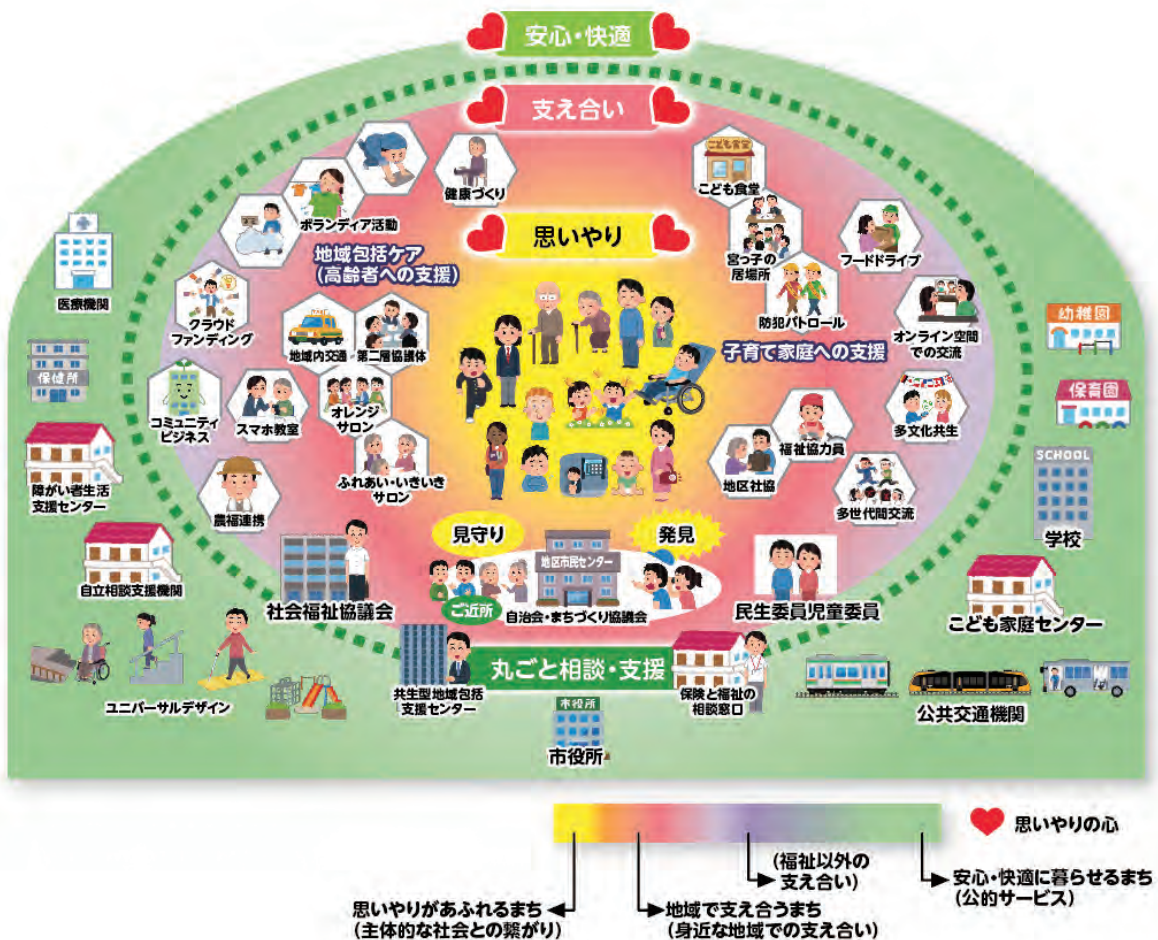 安心・快適
支え合い
思いやり
健康づくり
ボランディア活動
地域包括ケア
(高齢者への支援)
クラウド
ファンディング
地域内交通
第二層協議体
コミュニティ
ビジネス
スマホ教室
オレンジ
サロン
ふれあい・いきいき
サロン
農福連携
こども食堂
こども食堂
宮っ子の
居場所
フードドライブ
防犯パトロール
オンライン空間
での交流
子育て家庭への支援
多文化共生
福祉協力員
地区社協
多世代間交流
医療機関
保健所
障がい者生活
支援センター
自立相談支援機関
ユニバーサルデザイン
幼稚園
保育園
SCHOOL
学校
こども家庭センター
公共交通機関
見守り
発見
地区市民センター
ご近所
自治会・まちづくり協議会
社会福祉協議会
民生委員児童委員
丸ごと相談・支援
共生型地域包括
支援センター
保険と福祉の
相談窓口
市役所
市役所
思いやりの心
(福祉以外の
支え合い)
安心・快適に暮らせるまち
(公的サービス)
思いやりがあふれるまち
(主体的な社会との繋がり)
地域で支え合うまち
(身近な地域での支え合い)